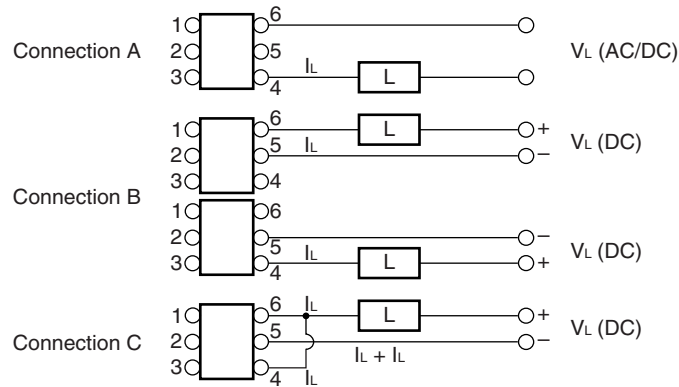 Connection A
1
2
3
6
5
4
IL
L
VL (AC/DC)
Connection B
1
2
3
6
5
4
IL
L
+
−
VL (DC)
1
2
3
6
5
4
IL
L
−
+
VL (DC)
Connection C
1
2
3
6
5
4
IL
L
IL + IL
IL
+
−
VL (DC)